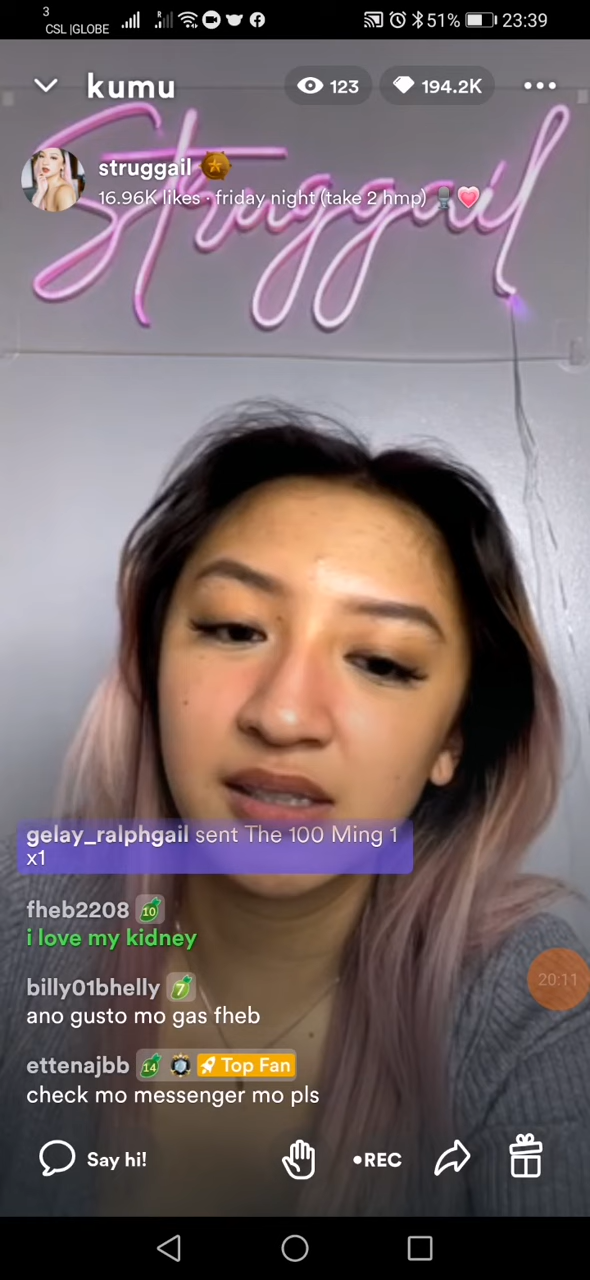 3
CSL |GLOBE
51%
23:39
kumu
123
194.2K
•••
struggail
16.96K likes · friday night (take 2 hmp)
Struggail
gelay_ralphgail sent The 100 Ming 1
x1
fheb2208 10
i love my kidney
billy01bhelly 7
ano gusto mo gas fheb
20:11
ettenajbb 14 Top Fan
check mo messenger mo pls
Say hi!
•REC